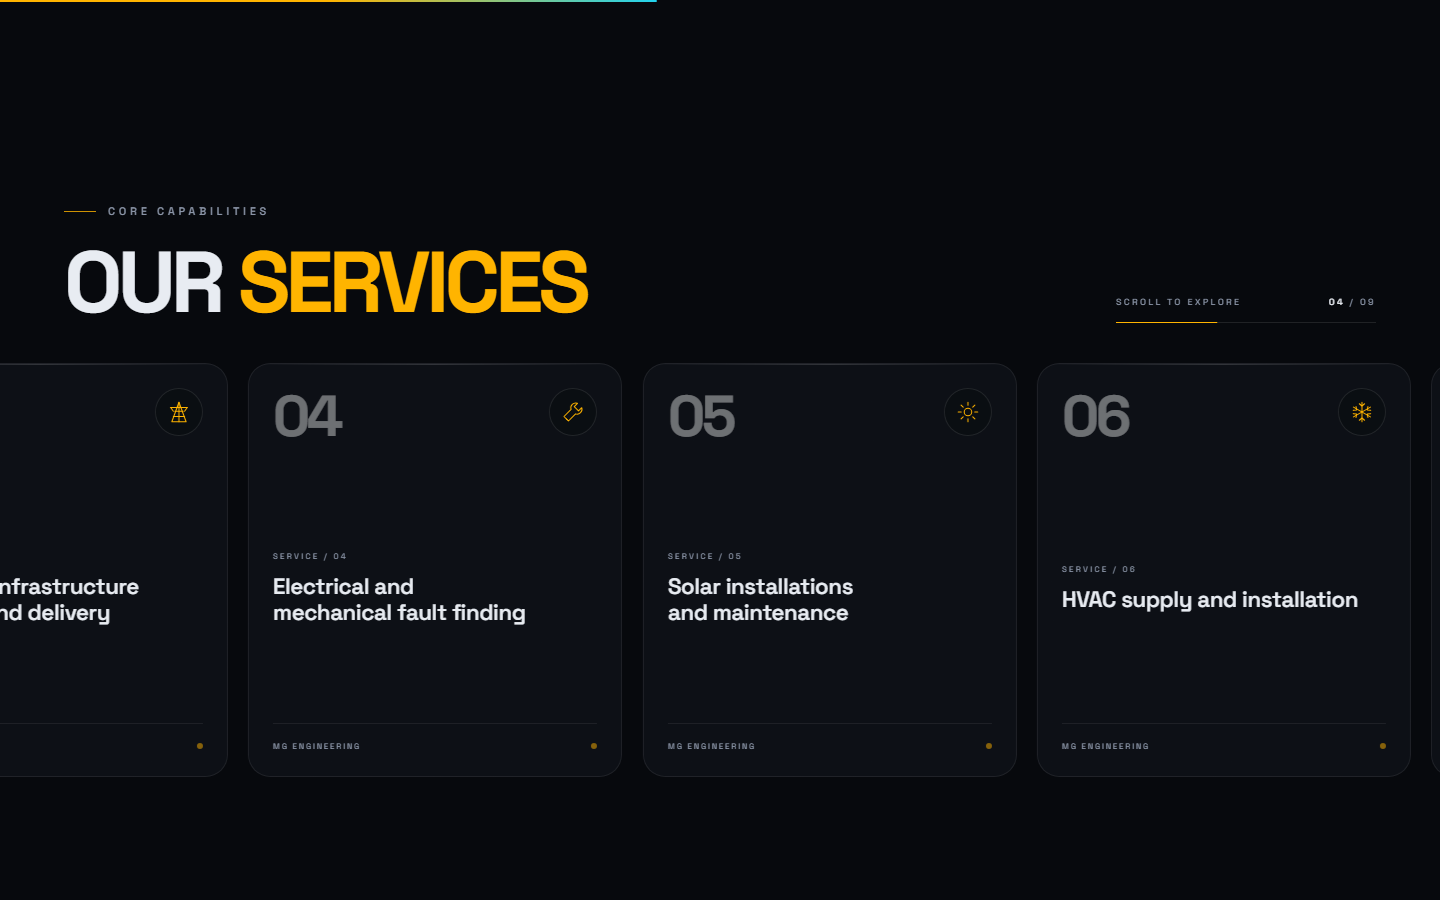 CORE CAPABILITIES
OUR SERVICES
SCROLL TO EXPLORE
04 / 09
nfrastructure
nd delivery
04
SERVICE / 04
Electrical and
mechanical fault finding
MG ENGINEERING
05
SERVICE / 05
Solar installations
and maintenance
MG ENGINEERING
06
SERVICE / 06
HVAC supply and installation
MG ENGINEERING